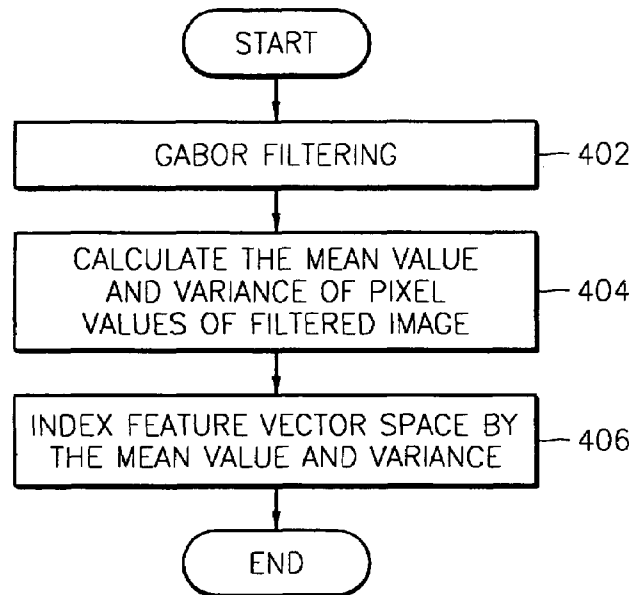 START
GABOR FILTERING
402
CALCULATE THE MEAN VALUE
AND VARIANCE OF PIXEL
VALUES OF FILTERED IMAGE
404
INDEX FEATURE VECTOR SPACE BY
THE MEAN VALUE AND VARIANCE
406
END